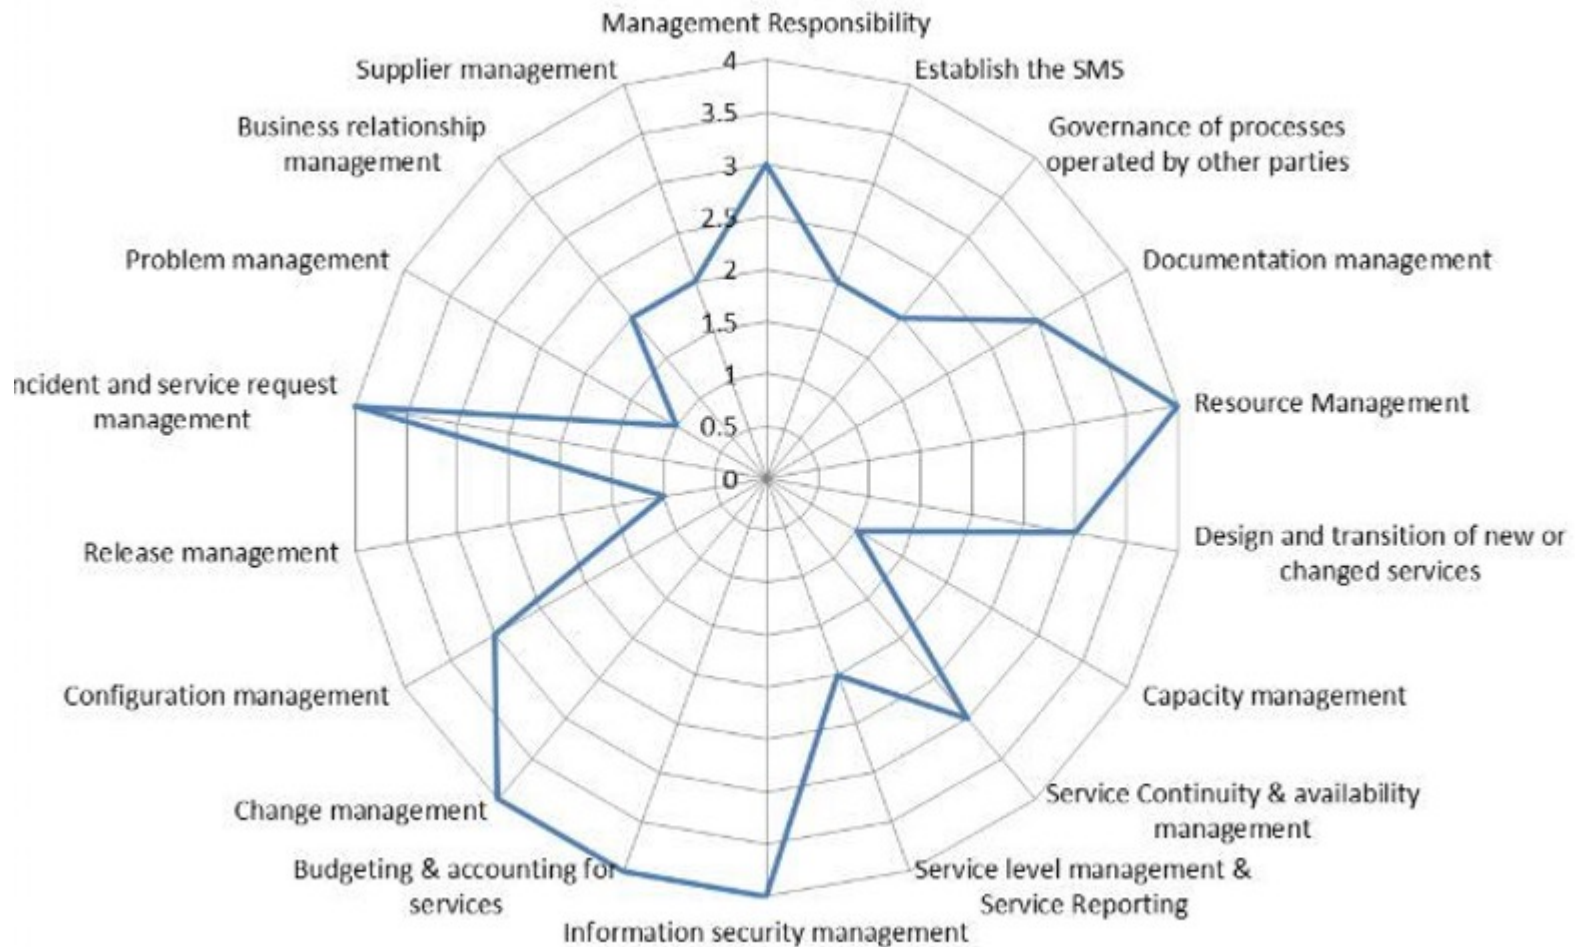 Management Responsibility
Supplier management
4
Establish the SMS
3.5
Business relationship
management
Governance of processes
operated by other parties
3
2.5
Problem management
2
Documentation management
1.5
ncident and service request
management
1
Resource Management
0.5
0
Release management
Design and transition of new or
changed services
Configuration management
Capacity management
Change management
Service Continuity & availability
management
Budgeting & accounting for
services
Service level management &
Service Reporting
Information security management